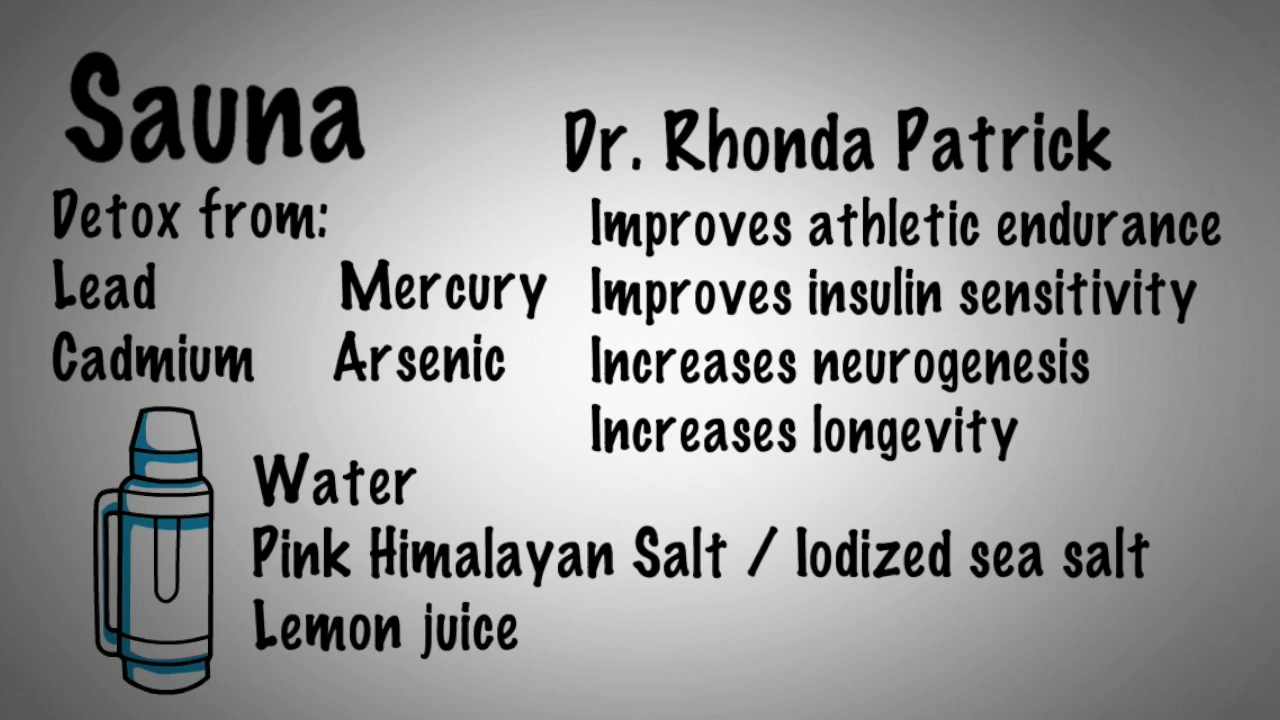 Sauna
Detox from:
Lead Mercury
Cadmium Arsenic
Dr. Rhonda Patrick
Improves athletic endurance
Improves insulin sensitivity
Increases neurogenesis
Increases longevity
Water
Pink Himalayan Salt / Iodized sea salt
Lemon juice